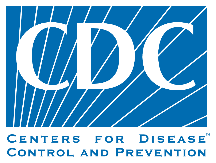 CDC
CENTERS FOR DISEASE™
CONTROL AND PREVENTION